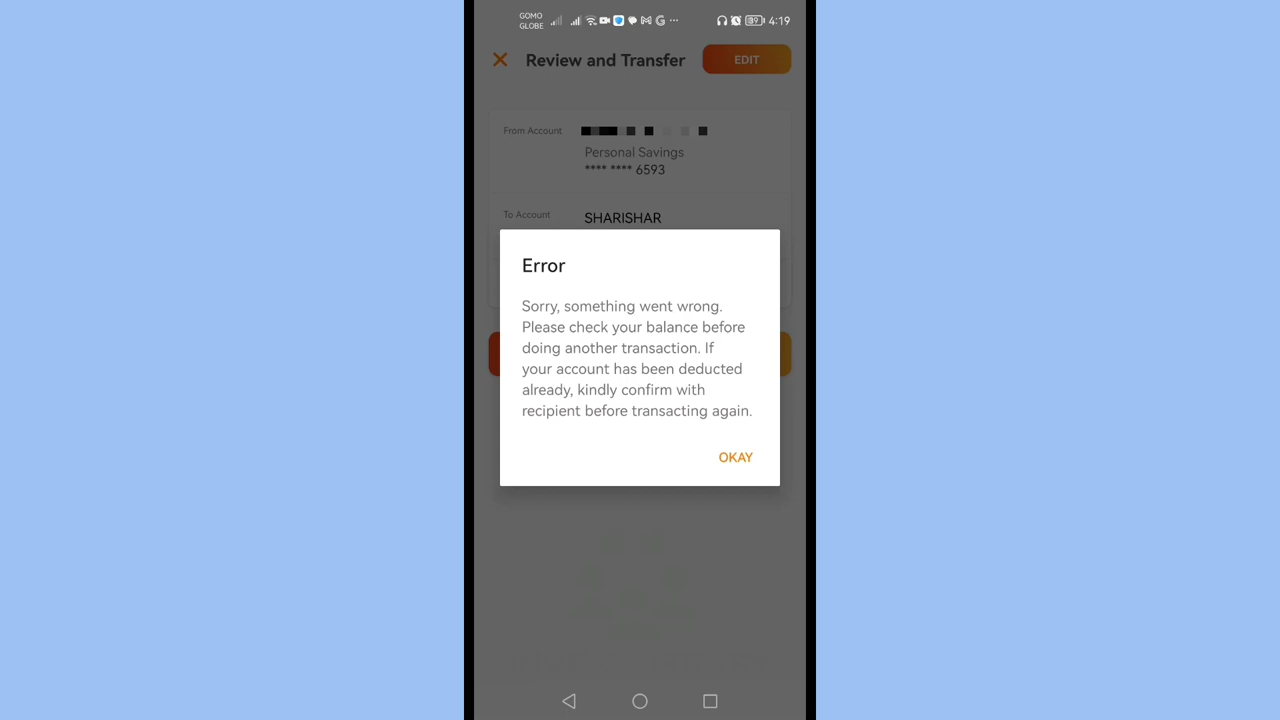 GOMO
GLOBE
89
4:19
Review and Transfer
EDIT
From Account
Personal Savings
**** **** 6593
To Account
SHARISHAR
Error
Sorry, something went wrong.
Please check your balance before
doing another transaction. If
your account has been deducted
already, kindly confirm with
recipient before transacting again.
OKAY